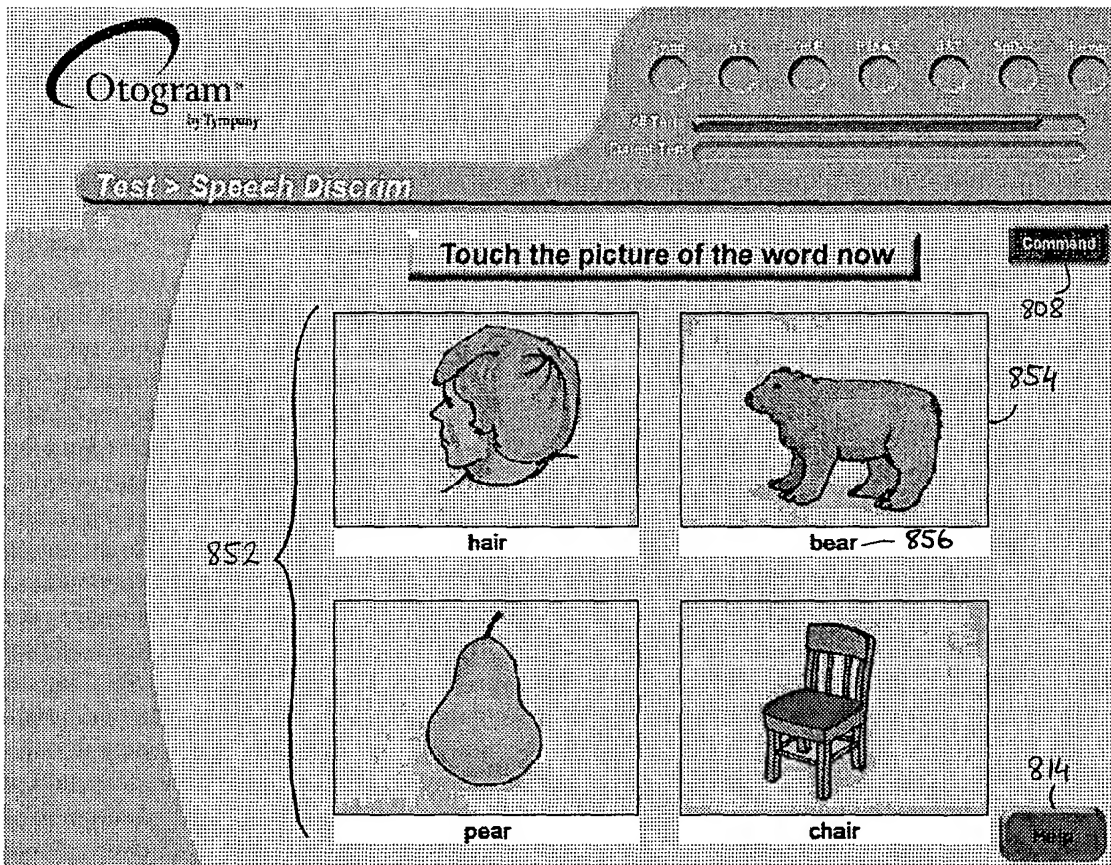 Otogram™
by Tympany
Test > Speech Discrim
Touch the picture of the word now
Command
808
854
852
hair
bear
856
pear
chair
814
Help